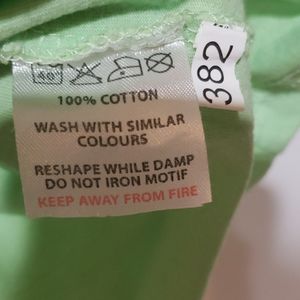 40°
100% COTTON
WASH WITH SIMILAR
COLOURS
RESHAPE WHILE DAMP
DO NOT IRON MOTIF
KEEP AWAY FROM FIRE
382